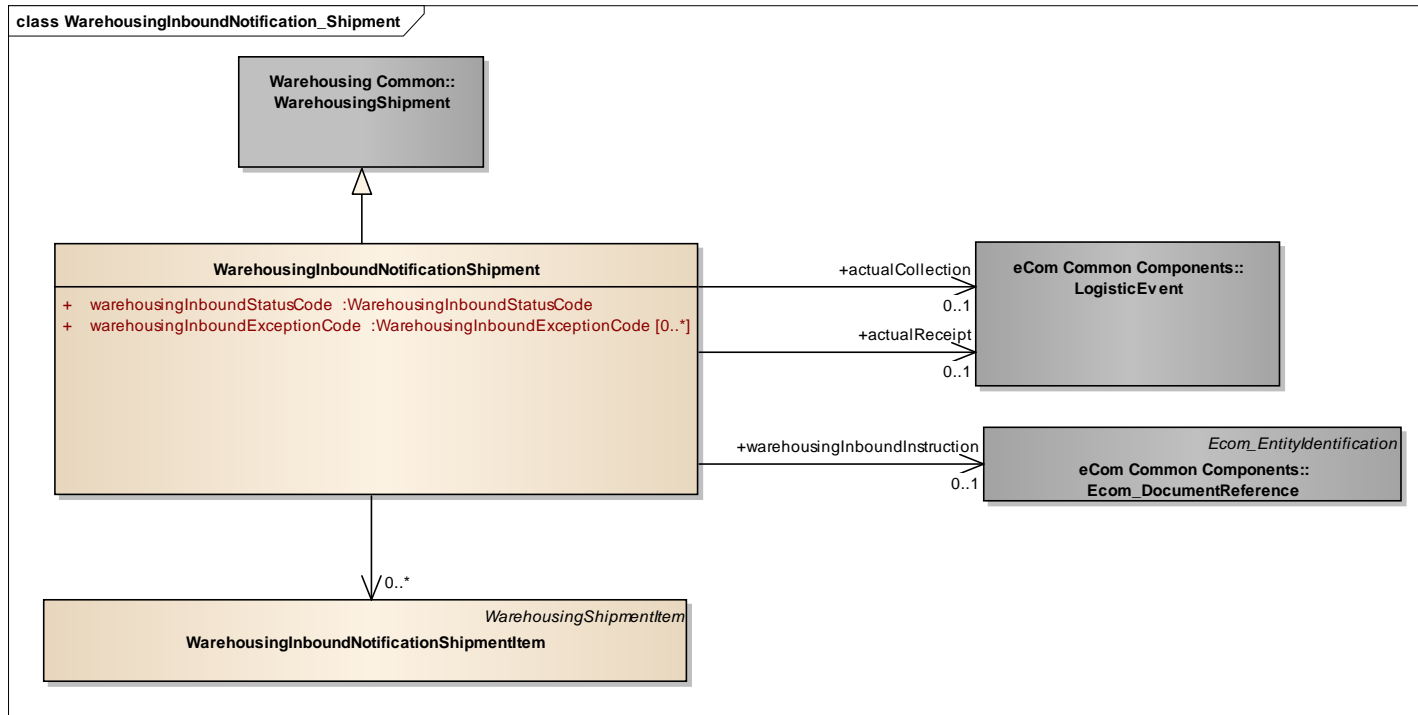 class WarehousingInboundNotification_Shipment
Warehousing Common::
WarehousingShipment
WarehousingInboundNotificationShipment
+ warehousingInboundStatusCode :WarehousingInboundStatusCode
+ warehousingInboundExceptionCode :WarehousingInboundExceptionCode [0..*]
+actualCollection
0..1
+actualReceipt
0..1
eCom Common Components::
LogisticEvent
+warehousingInboundInstruction
0..1
Ecom_EntityIdentification
eCom Common Components::
Ecom_DocumentReference
0..*
WarehousingShipmentItem
WarehousingInboundNotificationShipmentItem